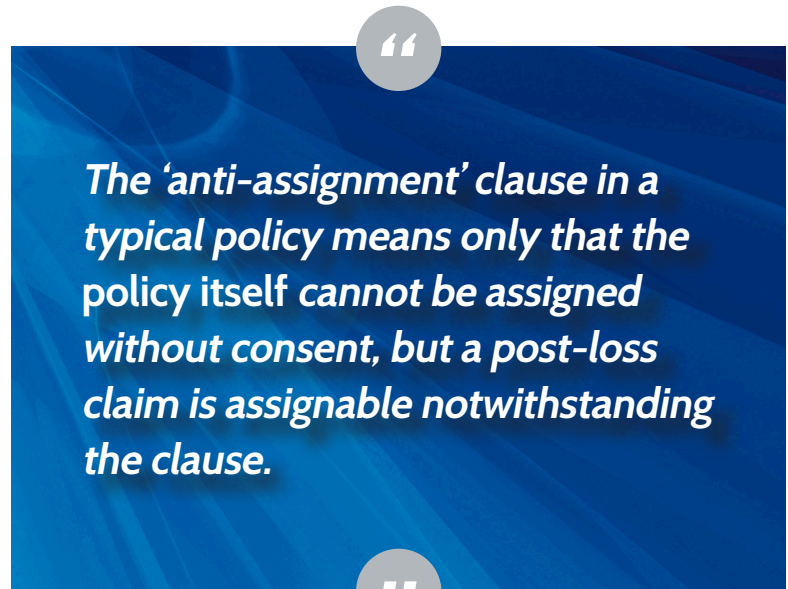 “
The ‘anti-assignment’ clause in a
typical policy means only that the
policy itself cannot be assigned
without consent, but a post-loss
claim is assignable notwithstanding
the clause.
”